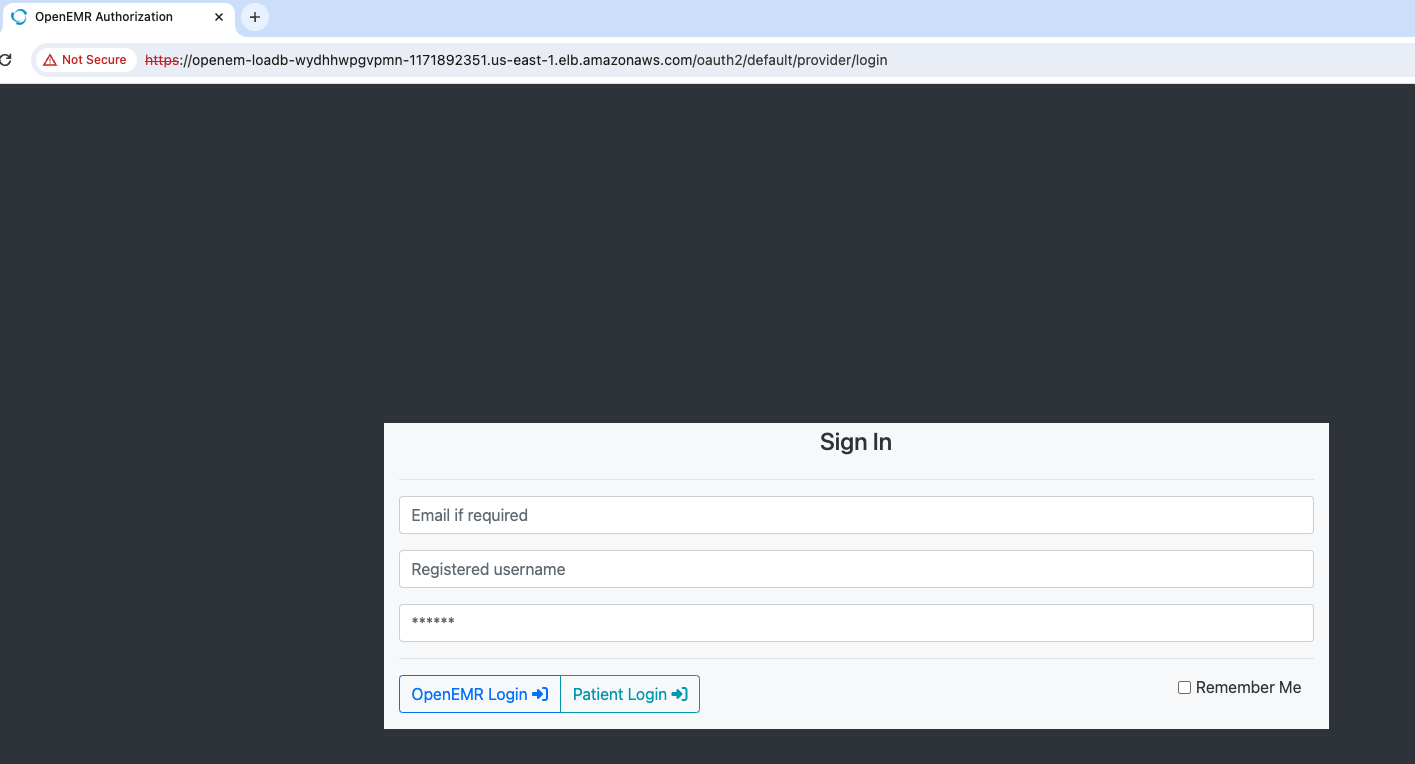 OpenEMR Authorization
Not Secure https://openem-loadb-wydhhwpgvpmn-1171892351.us-east-1.elb.amazonaws.com/oauth2/default/provider/login
Sign In
Email if required
Registered username
******
OpenEMR Login Patient Login Remember Me